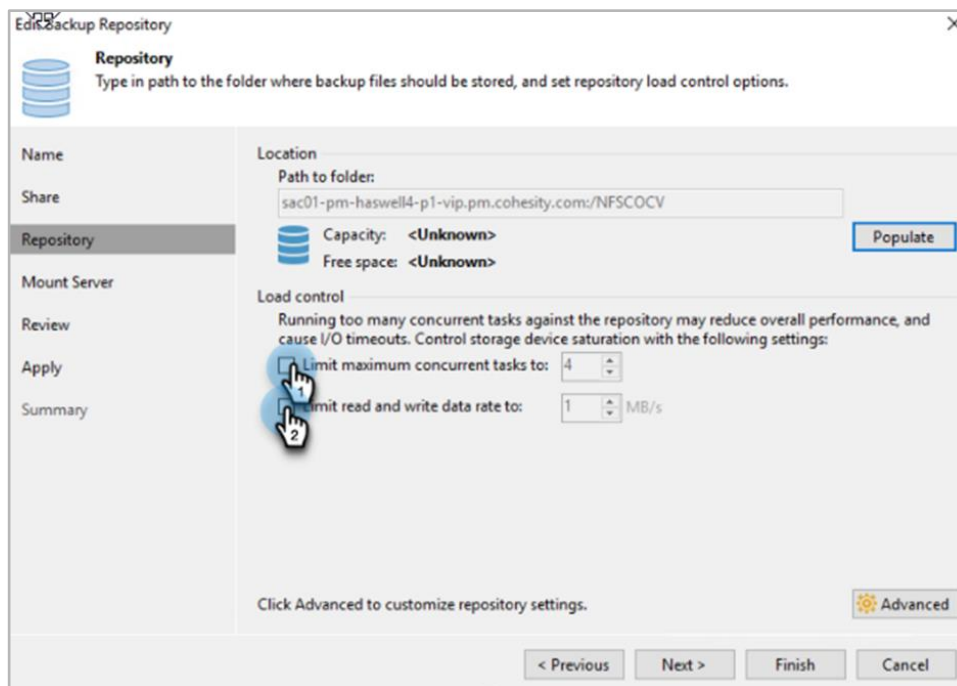 Edit Backup Repository
Repository
Type in path to the folder where backup files should be stored, and set repository load control options.
Name
Share
Repository
Mount Server
Review
Apply
Summary
Location
Path to folder:
sac01-pm-haswell4-p1-vip.pm.cohesity.com:/NFSCOCV
Capacity: <Unknown>
Free space: <Unknown>
Populate
Load control
Running too many concurrent tasks against the repository may reduce overall performance, and
cause I/O timeouts. Control storage device saturation with the following settings:
Limit maximum concurrent tasks to: 4
1
Limit read and write data rate to: 1 MB/s
2
Click Advanced to customize repository settings.
Advanced
< Previous
Next >
Finish
Cancel